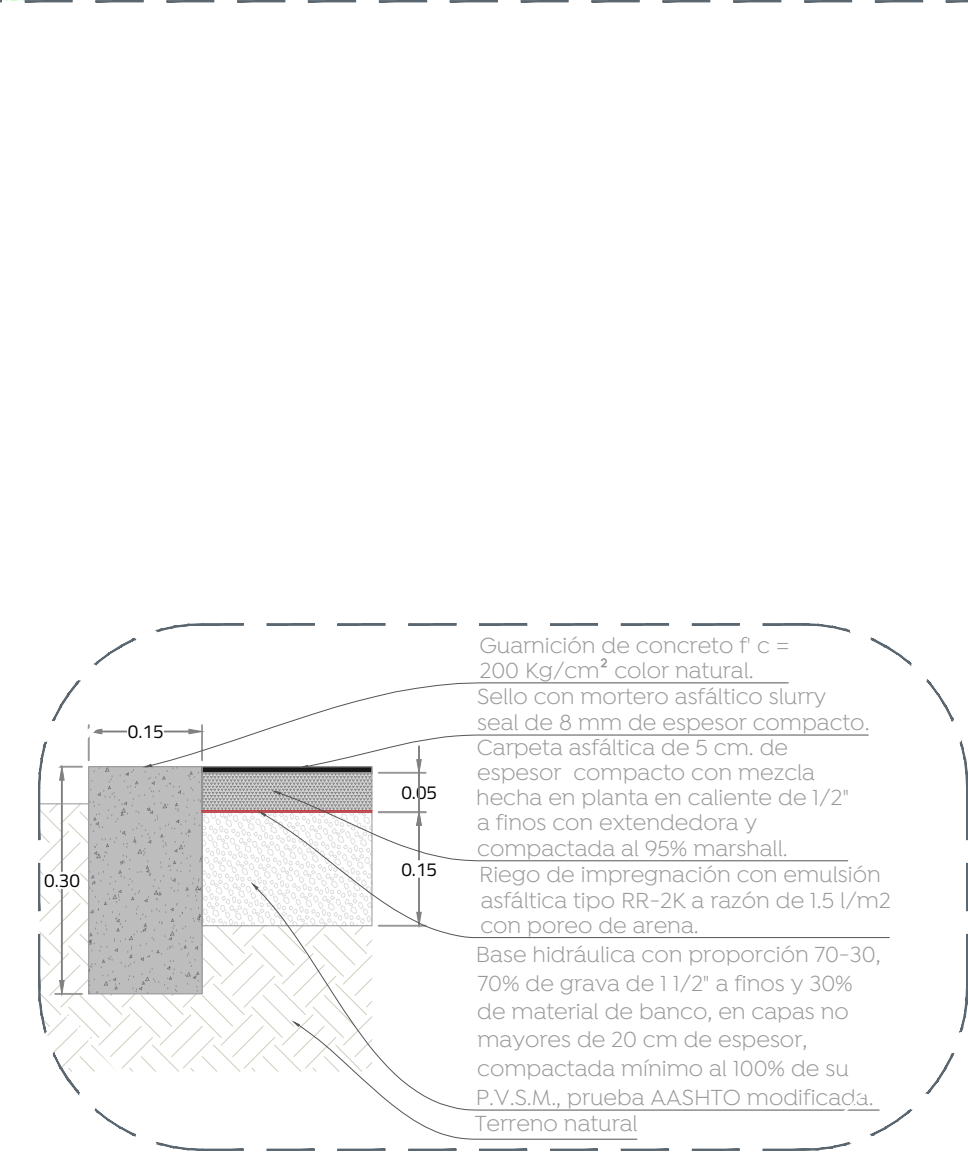 Guarnición de concreto f' c =
200 Kg/cm² color natural.
Sello con mortero asfáltico slurry
seal de 8 mm de espesor compacto.
0.15
Carpeta asfáltica de 5 cm. de
espesor compacto con mezcla
hecha en planta en caliente de 1/2"
a finos con extendedora y
compactada al 95% marshall.
0.05
0.15
0.30
Riego de impregnación con emulsión
asfáltica tipo RR-2K a razón de 1.5 l/m2
con poreo de arena.
Base hidráulica con proporción 70-30,
70% de grava de 1 1/2" a finos y 30%
de material de banco, en capas no
mayores de 20 cm de espesor,
compactada mínimo al 100% de su
P.V.S.M., prueba AASHTO modificada.
Terreno natural